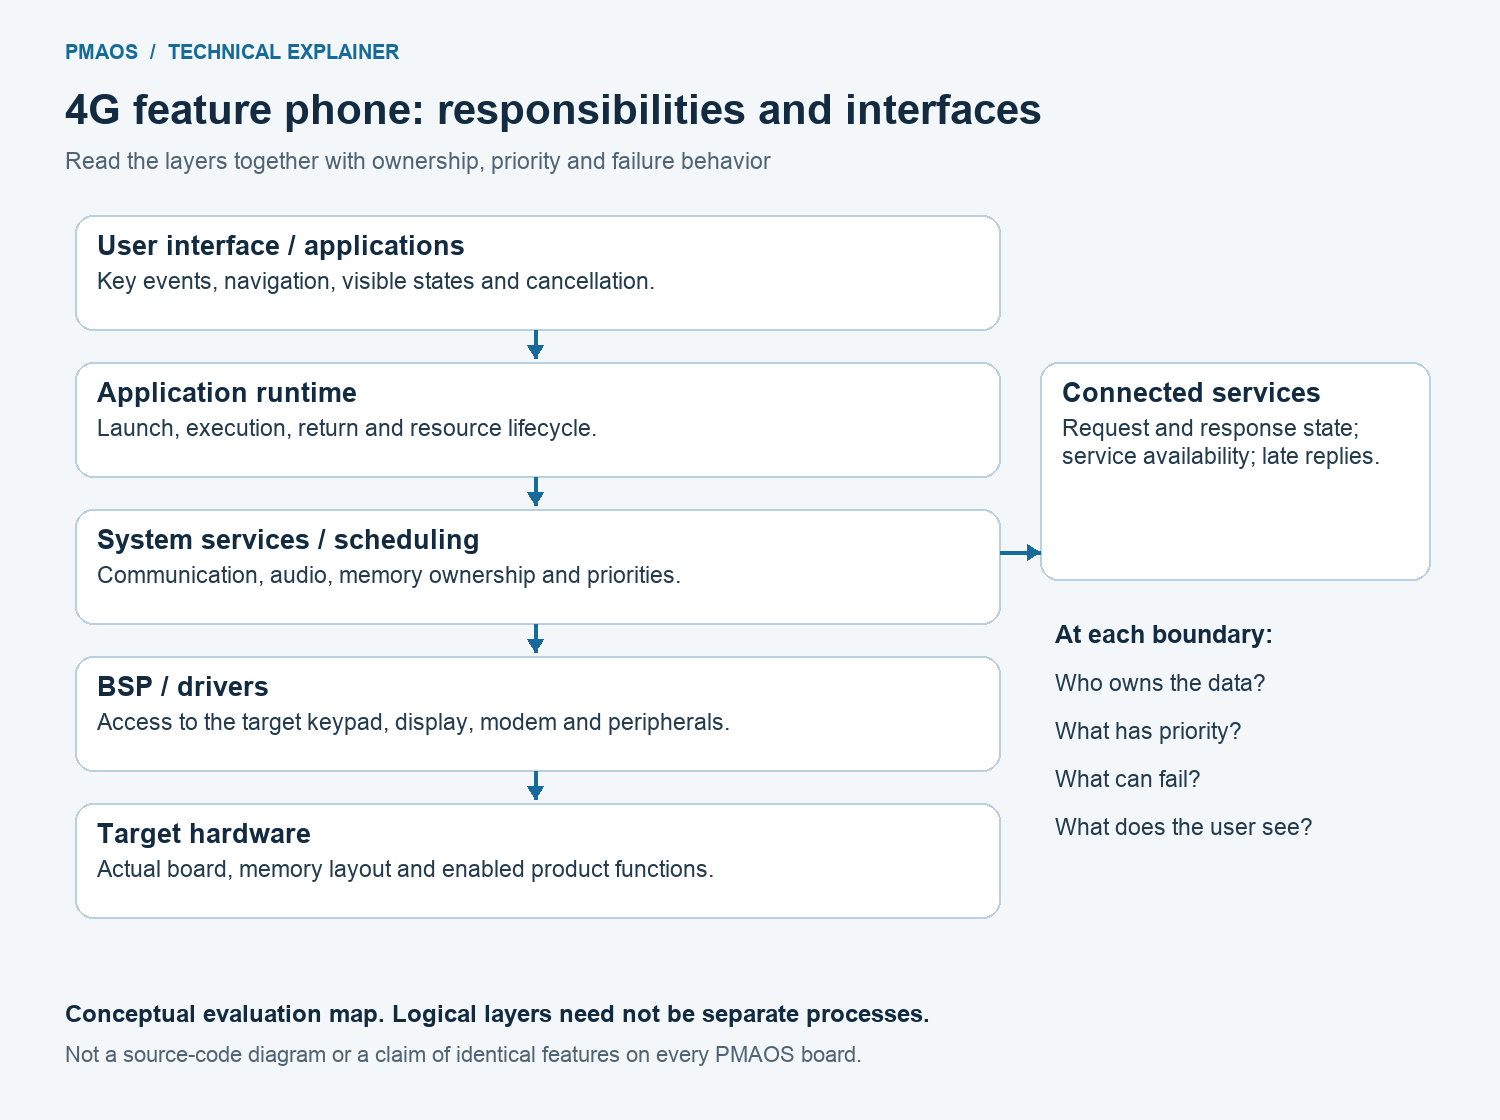 PMAOS / TECHNICAL EXPLAINER
4G feature phone: responsibilities and interfaces
Read the layers together with ownership, priority and failure behavior
User interface / applications
Key events, navigation, visible states and cancellation.
Application runtime
Launch, execution, return and resource lifecycle.
Connected services
Request and response state;
service availability; late replies.
System services / scheduling
Communication, audio, memory ownership and priorities.
BSP / drivers
Access to the target keypad, display, modem and peripherals.
Target hardware
Actual board, memory layout and enabled product functions.
At each boundary:
Who owns the data?
What has priority?
What can fail?
What does the user see?
Conceptual evaluation map. Logical layers need not be separate processes.
Not a source-code diagram or a claim of identical features on every PMAOS board.